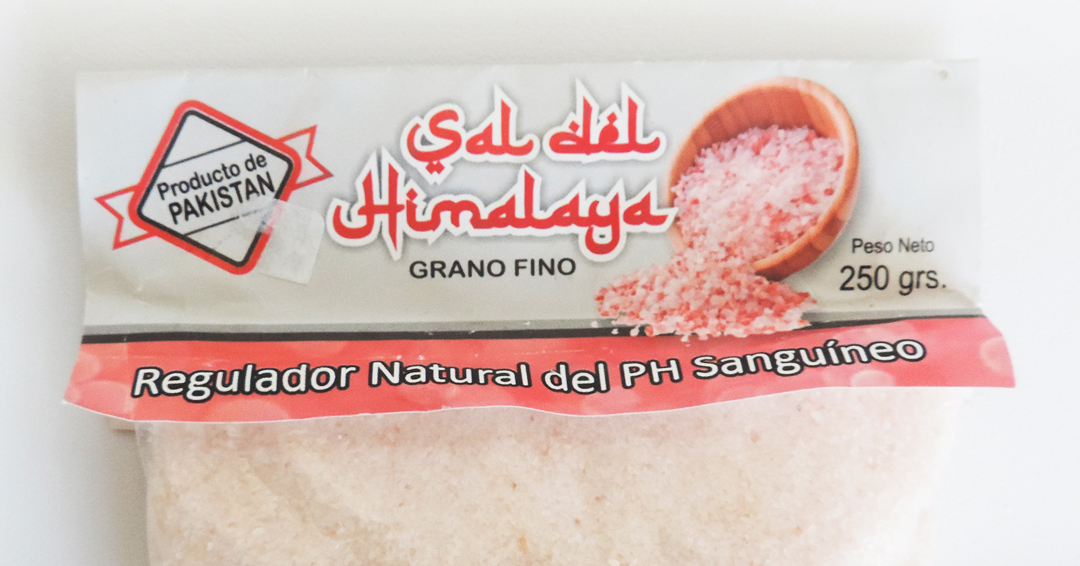 Producto de
PAKISTAN
Sal del
Himalaya
GRANO FINO
Peso Neto
250 grs.
Regulador Natural del PH Sanguíneo